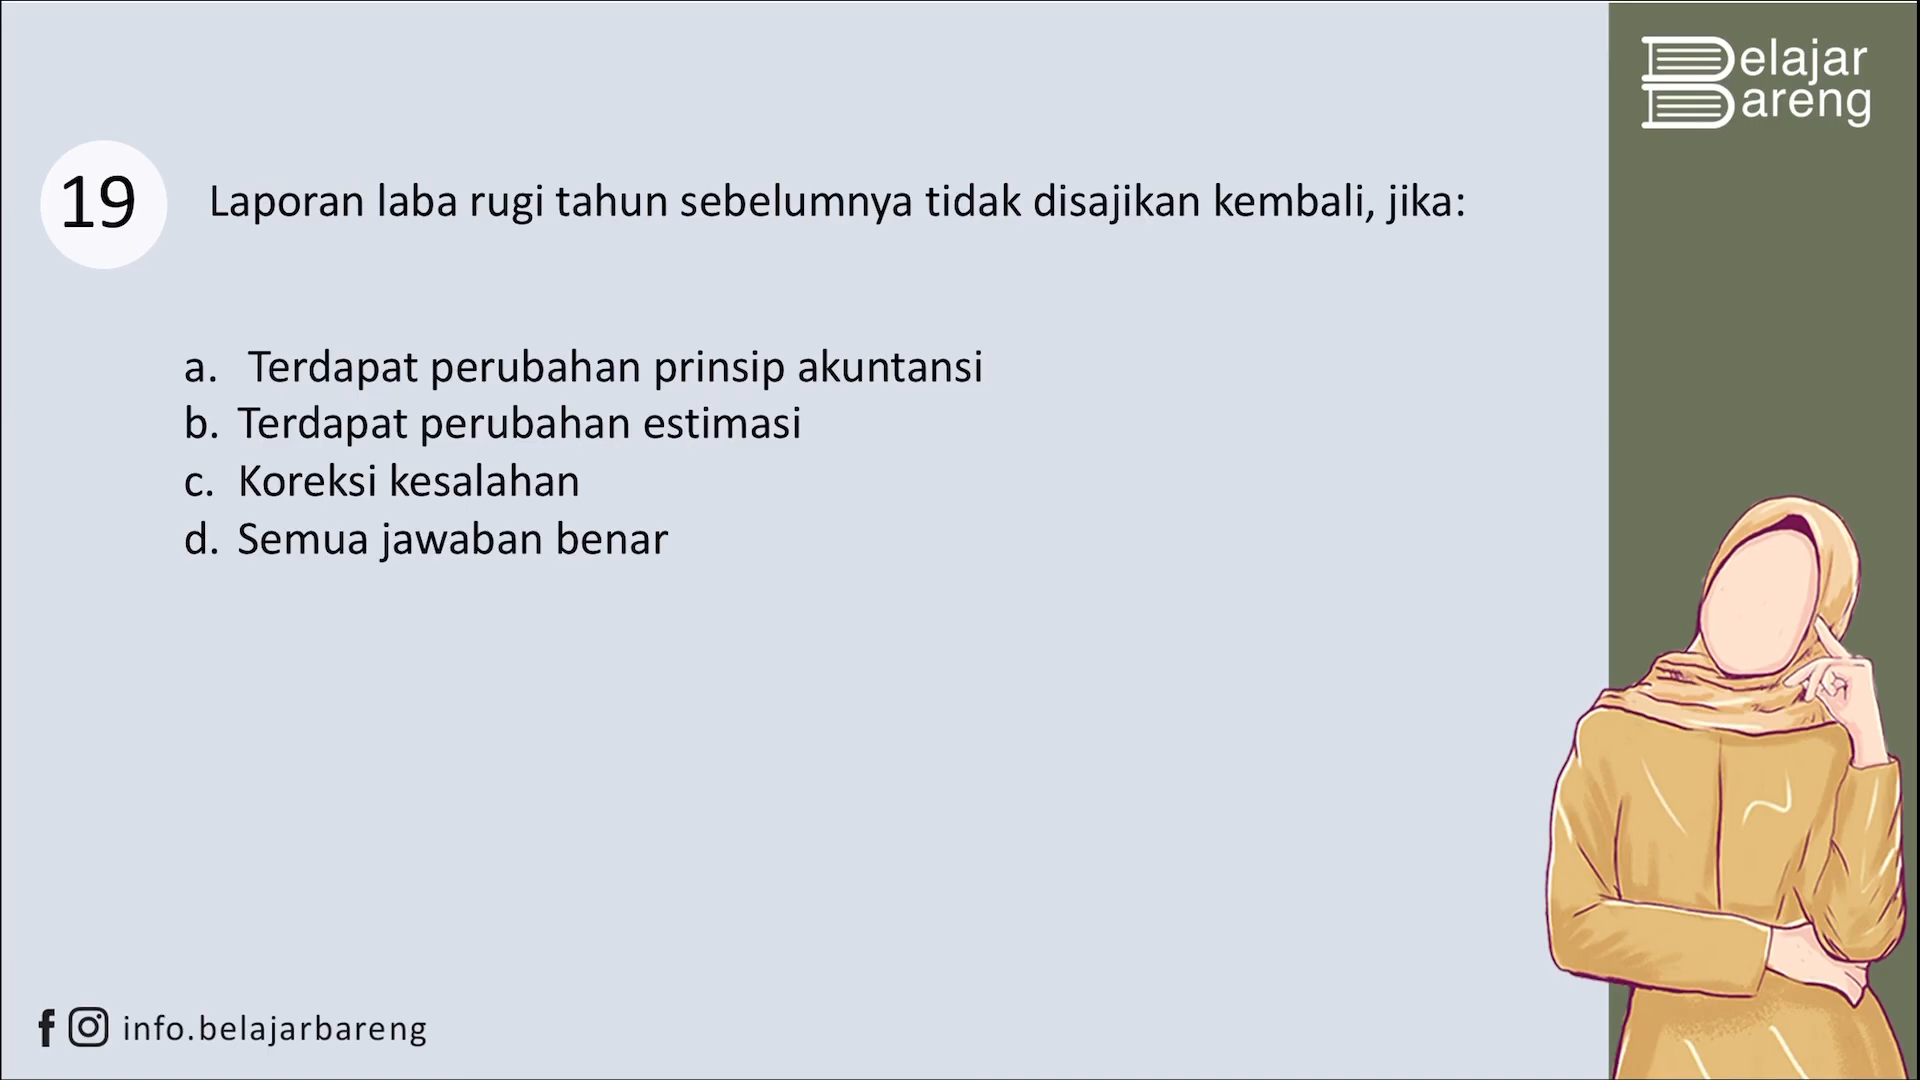 Belajar
Bareng
19
Laporan laba rugi tahun sebelumnya tidak disajikan kembali, jika:
a. Terdapat perubahan prinsip akuntansi
b. Terdapat perubahan estimasi
c. Koreksi kesalahan
d. Semua jawaban benar
info.belajarbareng